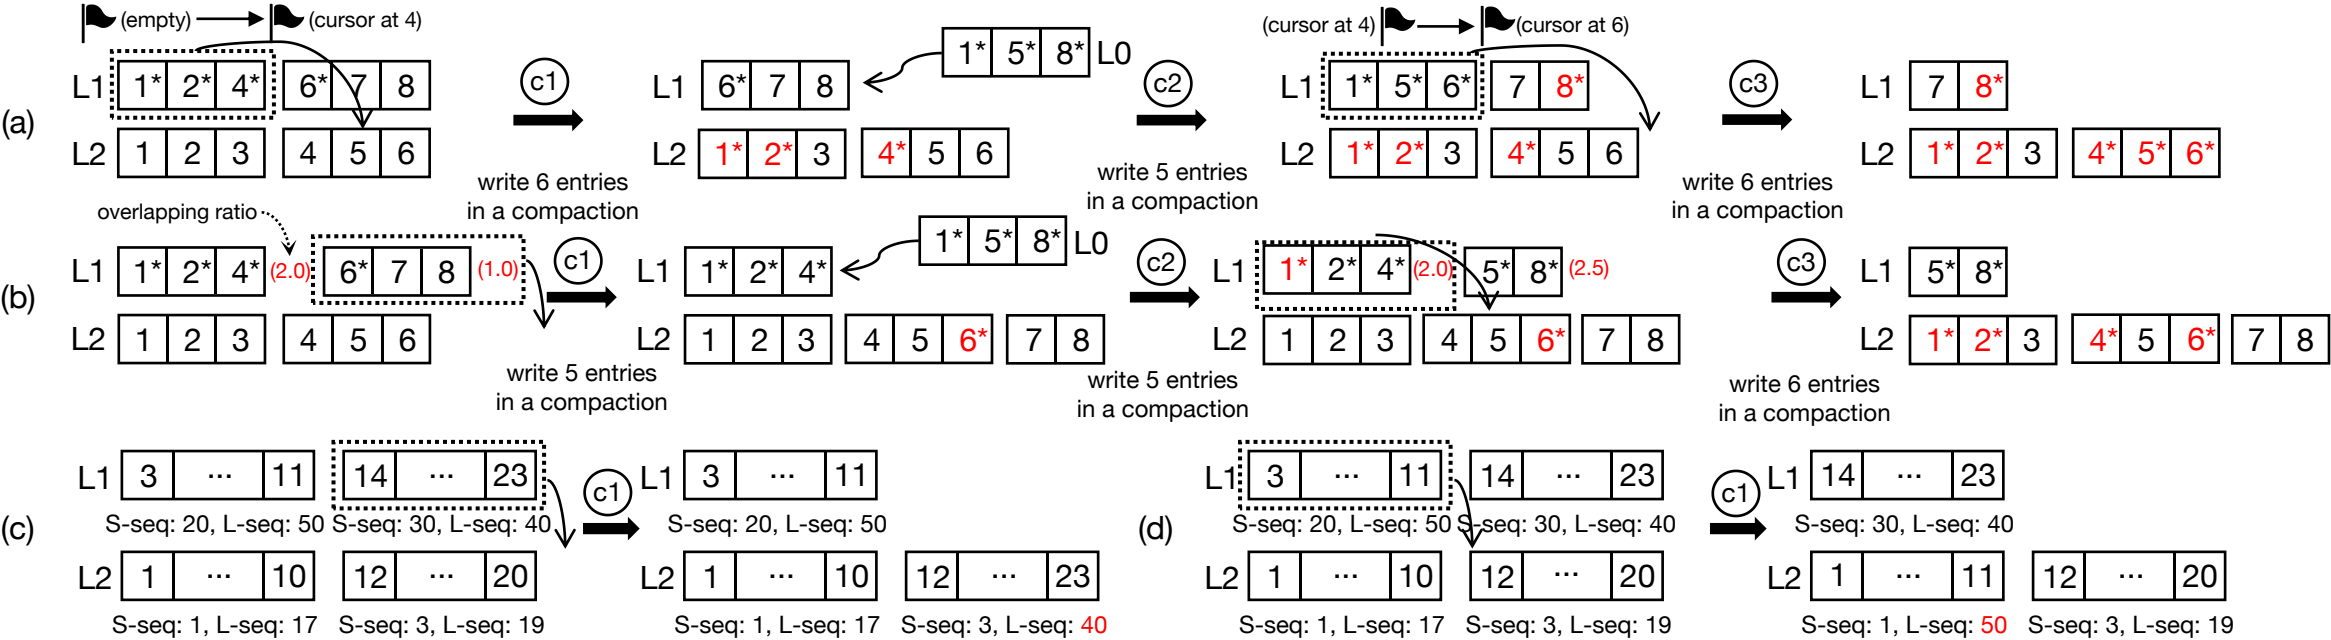 (empty) (cursor at 4) (cursor at 4) (cursor at 6)
1* 5* 8* L0
(a)
L1 1* 2* 4* 6* 7 8 c1 L1 6* 7 8 c2 L1 1* 5* 6* 7 8* c3 L1 7 8*
L2 1 2 3 4 5 6 L2 1* 2* 3 4* 5 6 L2 1* 2* 3 4* 5 6 L2 1* 2* 3 4* 5* 6*
write 6 entries
in a compaction
write 5 entries
in a compaction
write 6 entries
in a compaction
overlapping ratio
1* 5* 8* L0
(b)
L1 1* 2* 4* (2.0) 6* 7 8 (1.0) c1 L1 1* 2* 4* c2 L1 1* 2* 4* (2.0) 5* 8* (2.5) c3 L1 5* 8*
L2 1 2 3 4 5 6 L2 1 2 3 4 5 6* 7 8 L2 1 2 3 4 5 6* 7 8 L2 1* 2* 3 4* 5 6* 7 8
write 5 entries
in a compaction
write 5 entries
in a compaction
write 6 entries
in a compaction
(c)
L1 3 ... 11 14 ... 23 c1 L1 3 ... 11
S-seq: 20, L-seq: 50 S-seq: 30, L-seq: 40 S-seq: 20, L-seq: 50
L2 1 ... 10 12 ... 20 L2 1 ... 10 12 ... 23
S-seq: 1, L-seq: 17 S-seq: 3, L-seq: 19 S-seq: 1, L-seq: 17 S-seq: 3, L-seq: 40
(d)
L1 3 ... 11 14 ... 23 c1 L1 14 ... 23
S-seq: 20, L-seq: 50 S-seq: 30, L-seq: 40 S-seq: 30, L-seq: 40
L2 1 ... 10 12 ... 20 L2 1 ... 11 12 ... 20
S-seq: 1, L-seq: 17 S-seq: 3, L-seq: 19 S-seq: 1, L-seq: 50 S-seq: 3, L-seq: 19